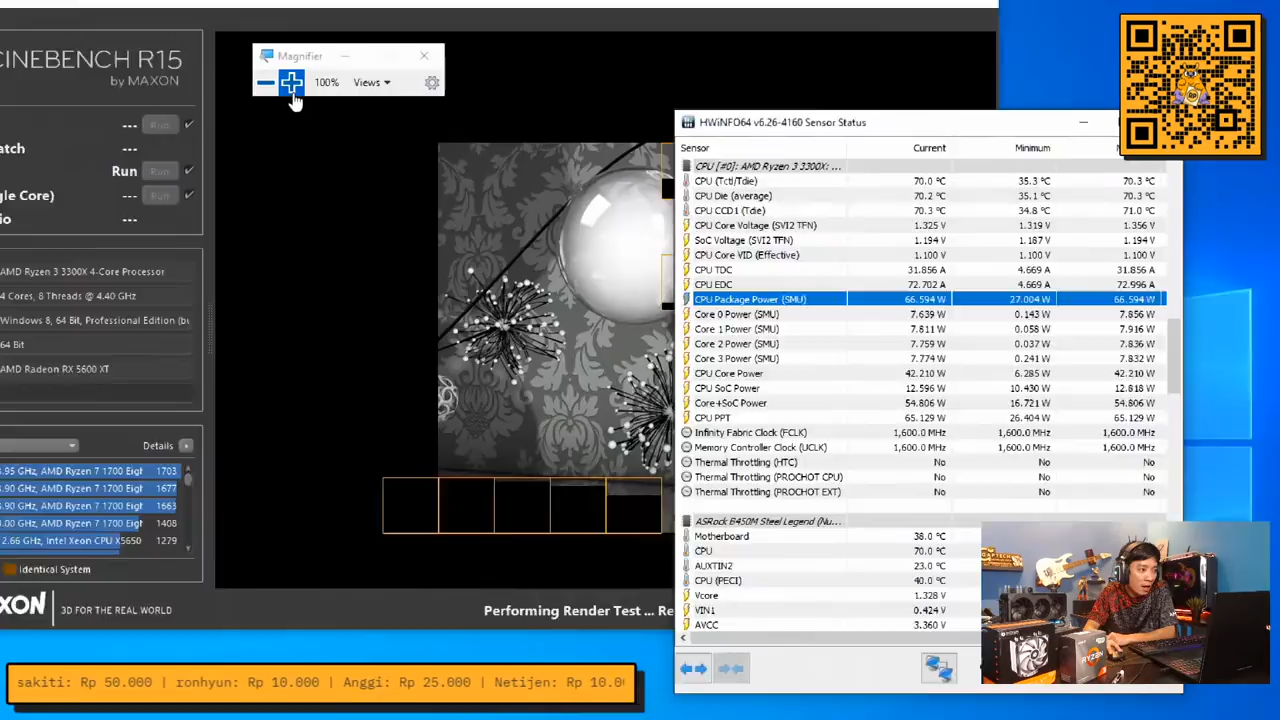 CINEBENCH R15
by MAXON
--- Run
atch ---
Run Run
gle Core) --- Run
io ---
AMD Ryzen 3 3300X 4-Core Processor
4 Cores, 8 Threads @ 4.40 GHz
Windows 8, 64 Bit, Professional Edition (bu
64 Bit
AMD Radeon RX 5600 XT
Details
.95 GHz, AMD Ryzen 7 1700 Eigh 1703
.90 GHz, AMD Ryzen 7 1700 Eigh 1677
.90 GHz, AMD Ryzen 7 1700 Eigh 1663
.00 GHz, AMD Ryzen 7 1700 Eigh 1408
2.66 GHz, Intel Xeon CPU X5650 1279
Identical System
XON 3D FOR THE REAL WORLD
Magnifier
100% Views
Performing Render Test ... Re
HWiNFO64 v6.26-4160 Sensor Status
Sensor Current Minimum
CPU [#0]: AMD Ryzen 3 3300X: ...
CPU (Tctl/Tdie) 70.0 °C 35.3 °C 70.3 °C
CPU Die (average) 70.2 °C 35.1 °C 70.3 °C
CPU CCD1 (Tdie) 70.3 °C 34.8 °C 71.0 °C
CPU Core Voltage (SVI2 TFN) 1.325 V 1.319 V 1.356 V
SoC Voltage (SVI2 TFN) 1.194 V 1.187 V 1.194 V
CPU Core VID (Effective) 1.100 V 1.100 V 1.100 V
CPU TDC 31.856 A 4.669 A 31.856 A
CPU EDC 72.702 A 4.669 A 72.996 A
CPU Package Power (SMU) 66.594 W 27.004 W 66.594 W
Core 0 Power (SMU) 7.639 W 0.143 W 7.856 W
Core 1 Power (SMU) 7.811 W 0.058 W 7.916 W
Core 2 Power (SMU) 7.759 W 0.037 W 7.836 W
Core 3 Power (SMU) 7.774 W 0.241 W 7.832 W
CPU Core Power 42.210 W 6.285 W 42.210 W
CPU SoC Power 12.596 W 10.430 W 12.818 W
Core+SoC Power 54.806 W 16.721 W 54.806 W
CPU PPT 65.129 W 26.404 W 65.129 W
Infinity Fabric Clock (FCLK) 1,600.0 MHz 1,600.0 MHz 1,600.0 MHz
Memory Controller Clock (UCLK) 1,600.0 MHz 1,600.0 MHz 1,600.0 MHz
Thermal Throttling (HTC) No No No
Thermal Throttling (PROCHOT CPU) No No No
Thermal Throttling (PROCHOT EXT) No No No
ASRock B450M Steel Legend (Nu...
Motherboard 38.0 °C
CPU 70.0 °C
AUXTIN2 23.0 °C
CPU (PECI) 40.0 °C
Vcore 1.328 V
VIN1 0.424 V
AVCC 3.360 V
RYZEN
sakiti: Rp 50.000 | ronhyun: Rp 10.000 | Anggi: Rp 25.000 | Netijen: Rp 10.00